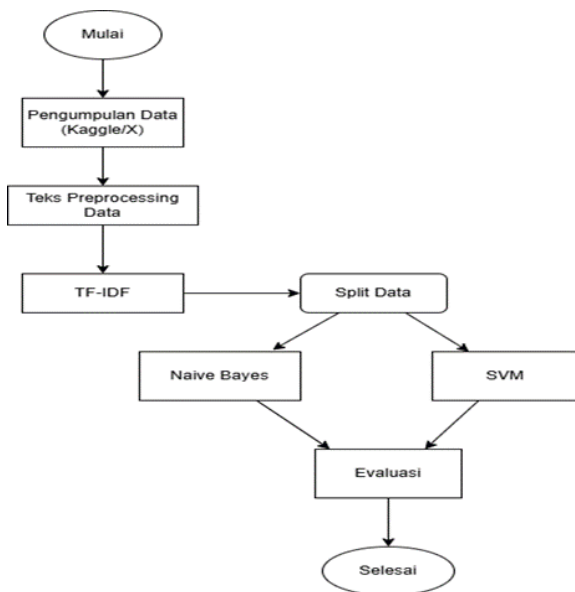 Mulai
Pengumpulan Data
(Kaggle/X)
Teks Preprocessing
Data
TF-IDF
Split Data
Naive Bayes
SVM
Evaluasi
Selesai